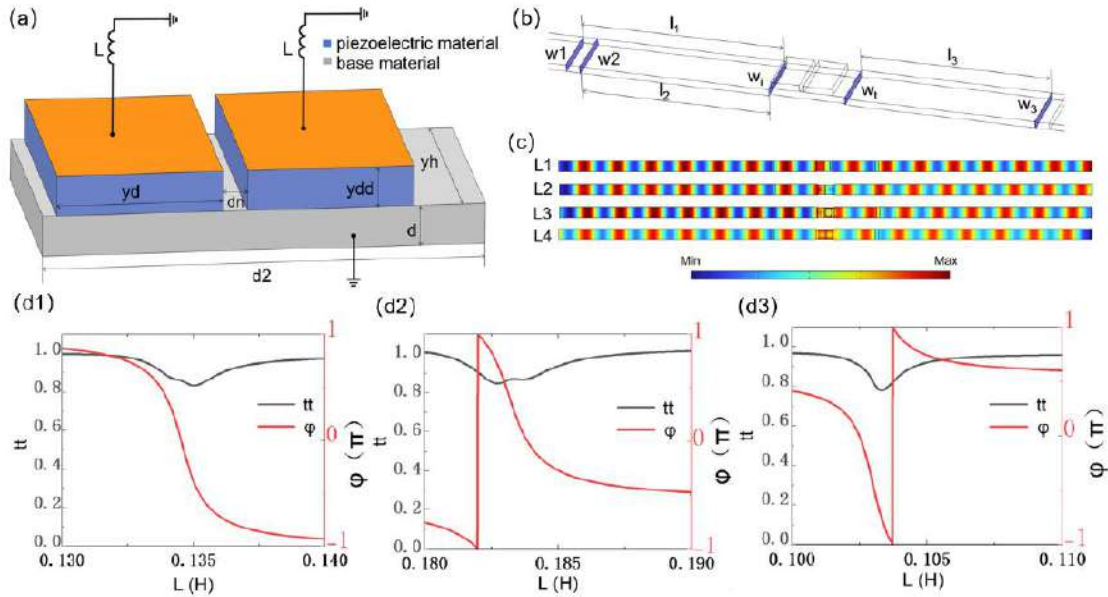 (a)
L
L
piezoelectric material
base material
yd
dn
ydd
yh
d
d2
(b)
l₁
w1
w2
wᵢ
l₂
l₃
wₜ
w₃
(c)
L1
L2
L3
L4
Min
Max
(d1)
tt
1.0
0.8
0.6
0.4
0.2
0.0
tt
φ
1
0
-1
φ (π)
0.130
0.135
0.140
L (H)
(d2)
tt
1.0
0.8
0.6
0.4
0.2
0.0
tt
φ
1
0
-1
φ (π)
0.180
0.185
0.190
L (H)
(d3)
tt
1.0
0.8
0.6
0.4
0.2
0.0
tt
φ
1
0
-1
φ (π)
0.100
0.105
0.110
L (H)